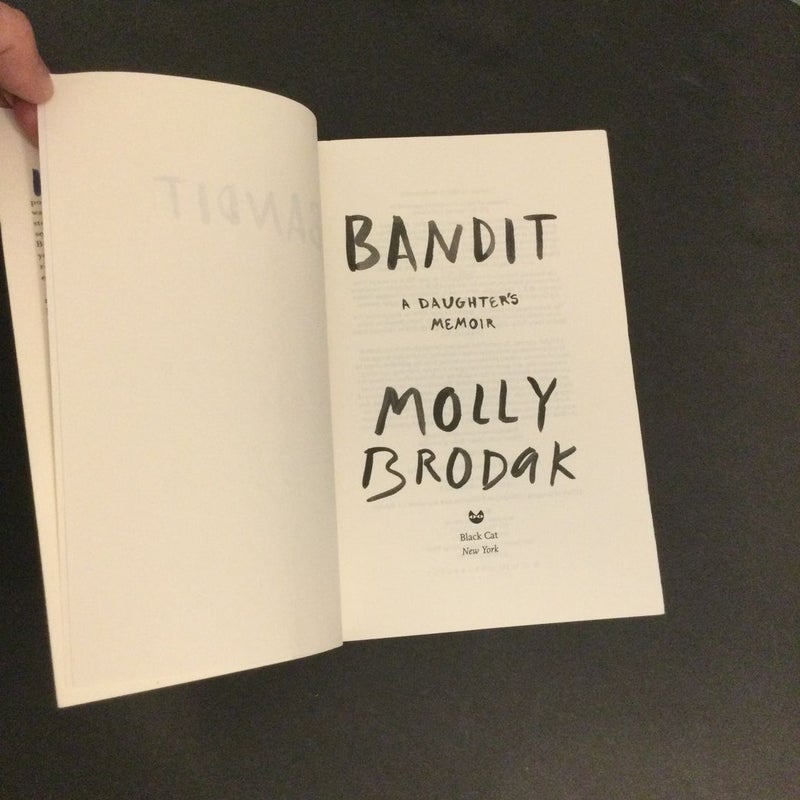 BANDIT
A DAUGHTER'S
MEMOIR
MOLLY
BRODAK
Black Cat
New York